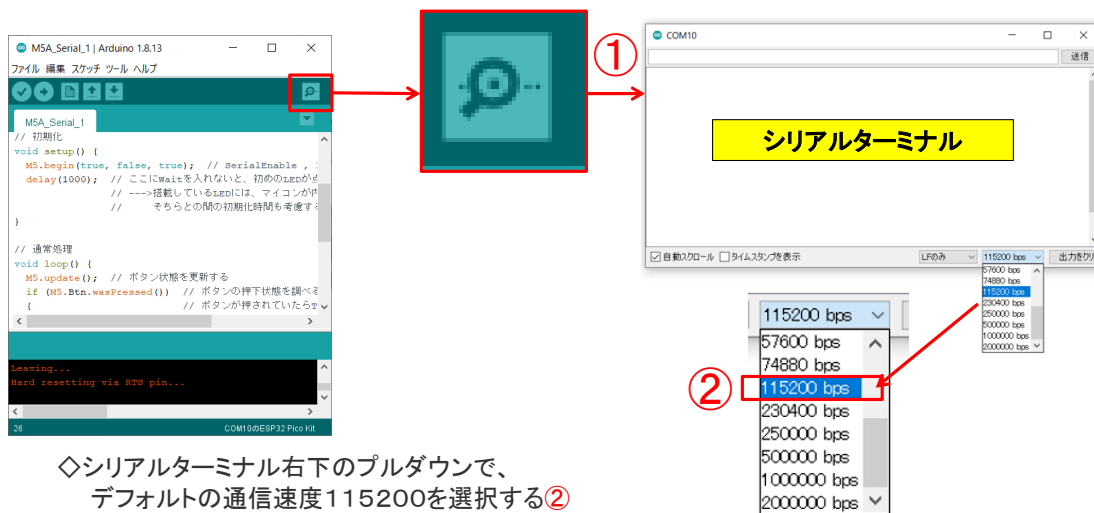 M5A_Serial_1 | Arduino 1.8.13
ファイル 編集 スケッチ ツール ヘルプ
M5A_Serial_1
// 初期化
void setup() {
M5.begin(true, false, true);  // SerialEnable ,
delay(1000);  // ここにWaitを入れないと、初めのLEDが
// --->搭載しているLEDには、マイコンが
//     そちらとの間の初期化時間も考慮する
}
// 通常処理
void loop() {
M5.update();  // ボタン状態を更新する
if (M5.Btn.wasPressed())  // ボタンの押下状態を調べる
{                         // ボタンが押されていたら
Leaving...
Hard resetting via RTS pin...
26
COM10のESP32 Pico Kit
①
COM10
送信
シリアルターミナル
自動スクロール
タイムスタンプを表示
LFのみ
115200 bps
出力をクリ
57600 bps
74880 bps
115200 bps
230400 bps
250000 bps
500000 bps
1000000 bps
2000000 bps
②
115200 bps
57600 bps
74880 bps
115200 bps
230400 bps
250000 bps
500000 bps
1000000 bps
2000000 bps
◇シリアルターミナル右下のプルダウンで、
デフォルトの通信速度115200を選択する②